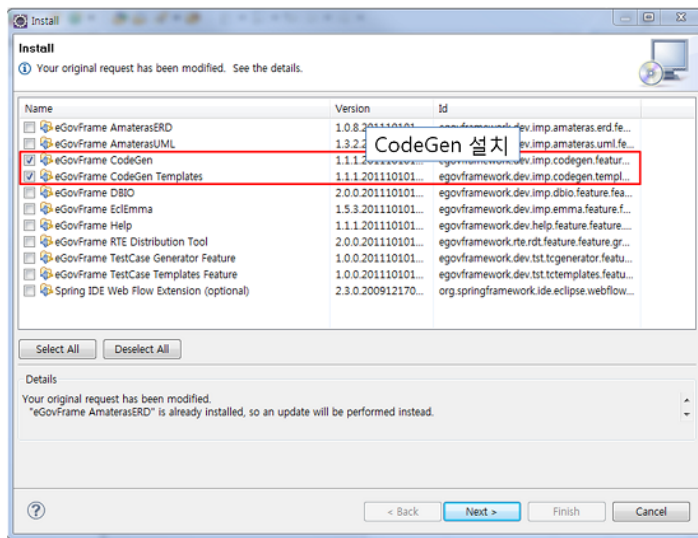 Install
Install
Your original request has been modified. See the details.
Name Version Id
eGovFrame AmaterasERD 1.0.8.201110101... egovframework.dev.imp.amateras.erd.fe...
CodeGen 설치
eGovFrame AmaterasUML 1.3.2.2 egovframework.dev.imp.amateras.uml.fe...
eGovFrame CodeGen 1.1.1.201110101... egovframework.dev.imp.codegen.featur...
eGovFrame CodeGen Templates 1.1.1.201110101... egovframework.dev.imp.codegen.templ...
eGovFrame DBIO 2.0.0.201110101... egovframework.dev.imp.dbio.feature.fea...
eGovFrame EclEmma 1.5.3.201110101... egovframework.dev.imp.emma.feature.f...
eGovFrame Help 1.1.1.201110101... egovframework.dev.help.feature.feature....
eGovFrame RTE Distribution Tool 2.0.0.201110101... egovframework.rte.rdt.feature.feature.gr...
eGovFrame TestCase Generator Feature 1.0.0.201110101... egovframework.dev.tst.tcgenerator.featu...
eGovFrame TestCase Templates Feature 1.0.0.201110101... egovframework.dev.tst.tctemplates.featu...
Spring IDE Web Flow Extension (optional) 2.3.0.200912170... org.springframework.ide.eclipse.webflow...
Select All Deselect All
Details
Your original request has been modified.
"eGovFrame AmaterasERD" is already installed, so an update will be performed instead.
? < Back Next > Finish Cancel